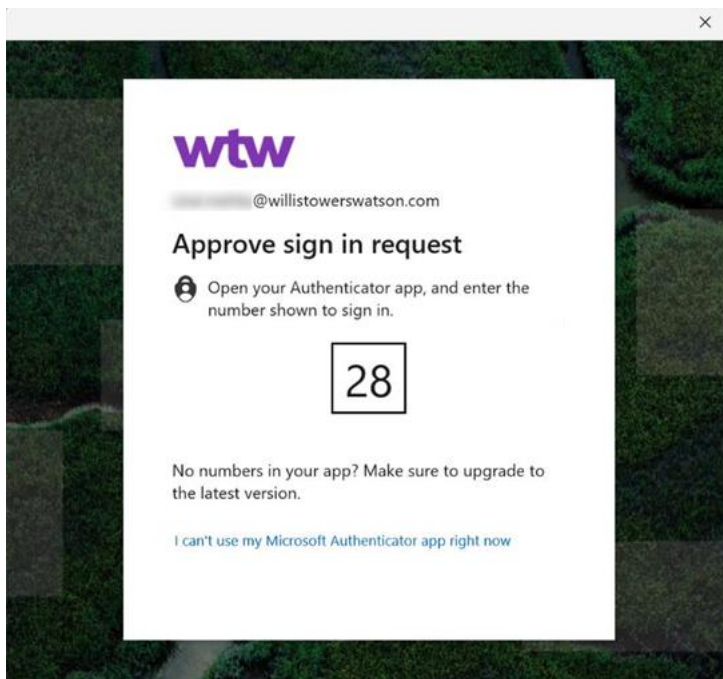 wtw
@willistowerswatson.com
Approve sign in request
Open your Authenticator app, and enter the
number shown to sign in.
28
No numbers in your app? Make sure to upgrade to
the latest version.
I can't use my Microsoft Authenticator app right now